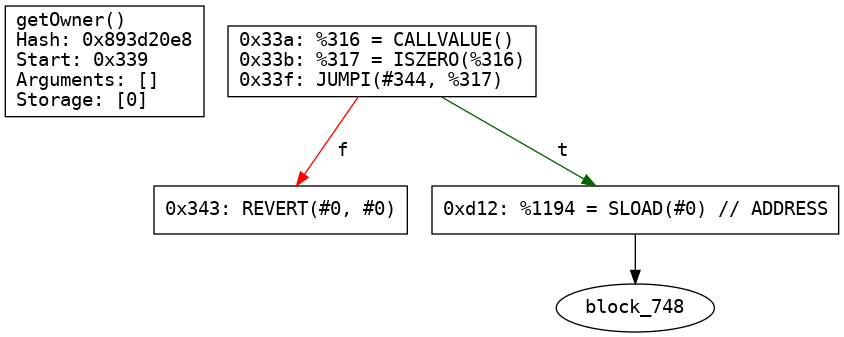 getOwner()
Hash: 0x893d20e8
Start: 0x339
Arguments: []
Storage: [0]
0x33a: %316 = CALLVALUE()
0x33b: %317 = ISZERO(%316)
0x33f: JUMPI(#344, %317)
f
t
0x343: REVERT(#0, #0)
0xd12: %1194 = SLOAD(#0) // ADDRESS
block_748